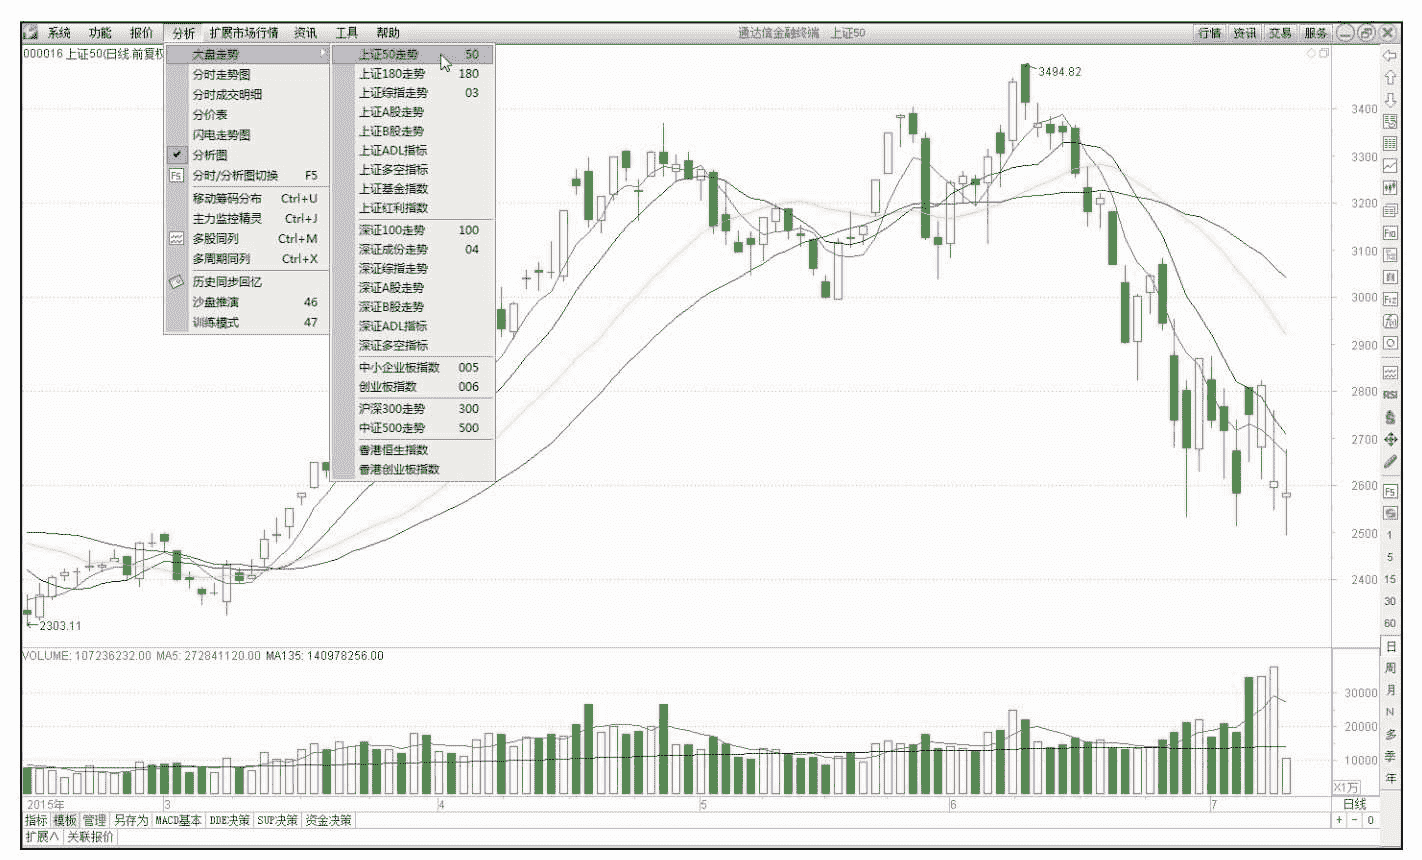 系统 功能 报价 分析 扩展市场行情 资讯 工具 帮助 通达信金融终端 上证50 行情 资讯 交易 服务
000016 上证50(日线 前复权
大盘走势
分时走势图
分时成交明细
分价表
闪电走势图
分析图
F5 分时/分析图切换 F5
移动筹码分布 Ctrl+U
主力监控精灵 Ctrl+J
多股同列 Ctrl+M
多周期同列 Ctrl+X
历史同步回忆
沙盘推演 46
训练模式 47
上证50走势 50
上证180走势 180
上证综指走势 03
上证A股走势
上证B股走势
上证ADL指标
上证多空指标
上证基金指数
上证红利指数
深证100走势 100
深证成份走势 04
深证综指走势
深证A股走势
深证B股走势
深证ADL指标
深证多空指标
中小企业板指数 005
创业板指数 006
沪深300走势 300
中证500走势 500
香港恒生指数
香港创业板指数
3494.82
2303.11
3400
3300
3200
3100
3000
2900
2800
2700
2600
2500
2400
VOLUME: 107236232.00 MA5: 272841120.00 MA135: 140978256.00
30000
20000
10000
X1万
2015年 3 4 5 6 7 日线
指标 模板 管理 另存为 MACD基本 DDE决策 SUP决策 资金决策 + - 0
扩展∧ 关联报价
F10
RSI
F5
1
5
15
30
60
日
周
月
N
多
季
年